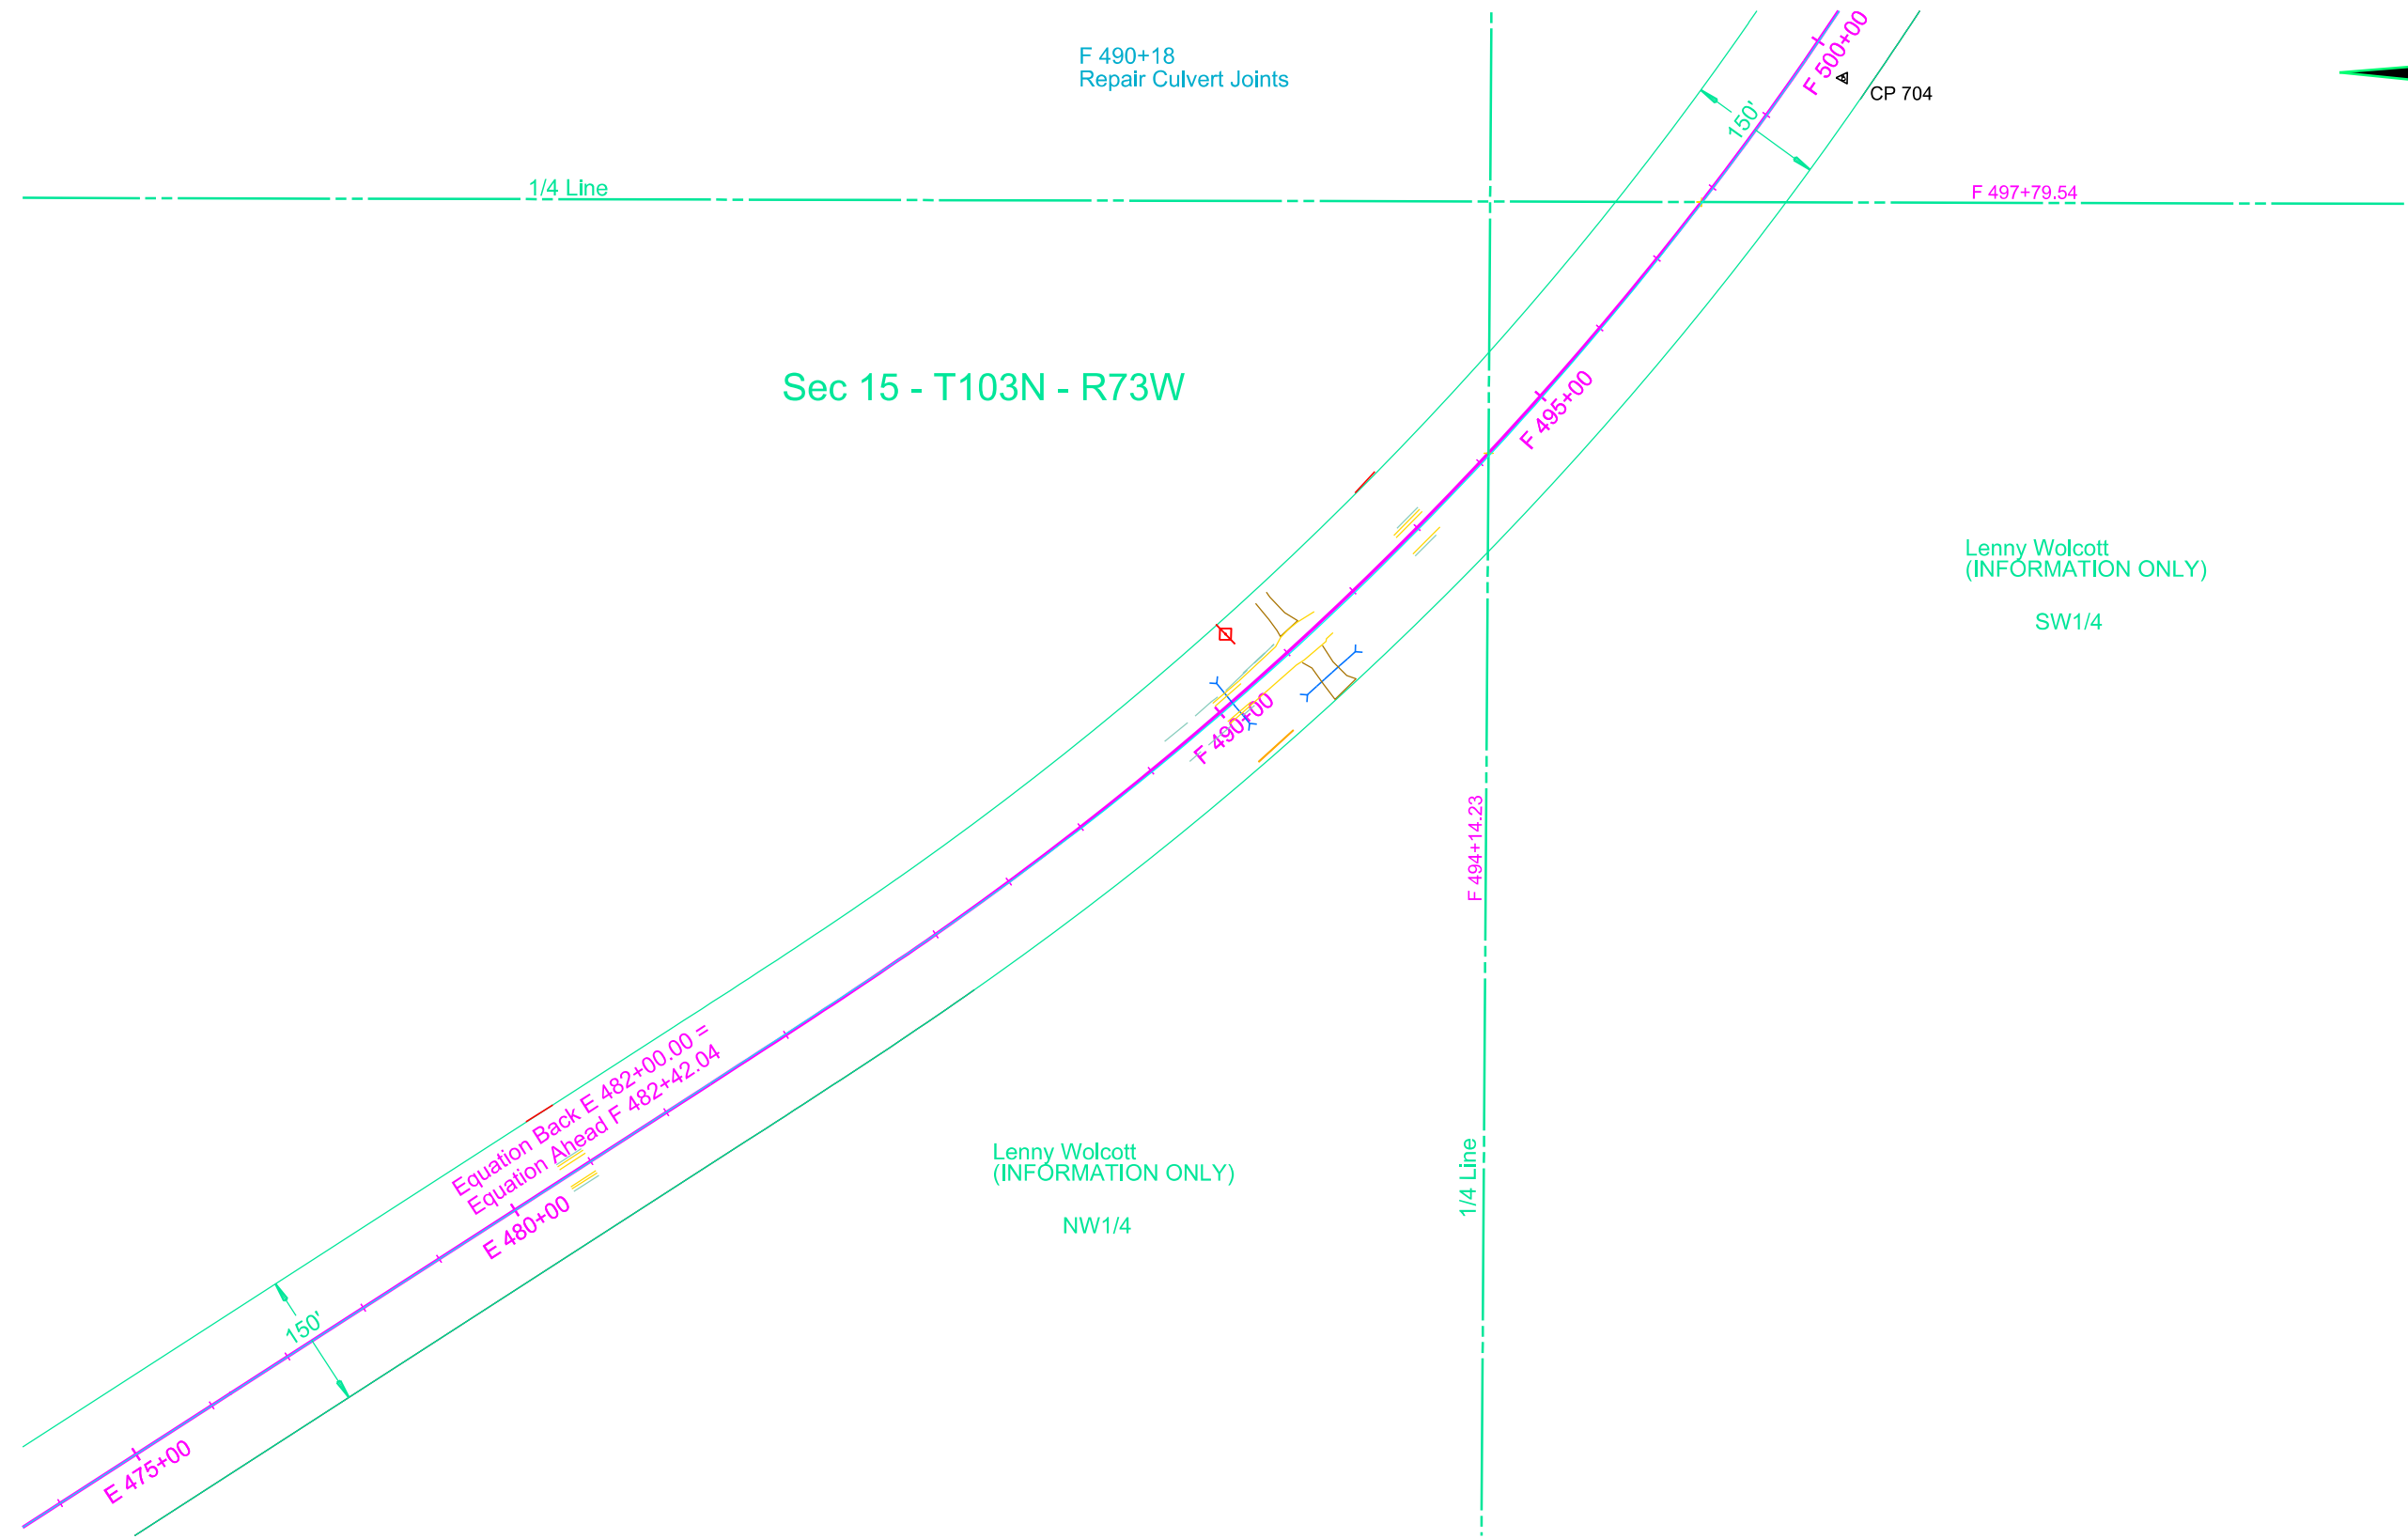 F 490+18
Repair Culvert Joints
F 500+00
CP 704
150'
1/4 Line
F 497+79.54
Sec 15 - T103N - R73W
F 495+00
Lenny Wolcott
(INFORMATION ONLY)
SW1/4
F 490+00
F 494+14.23
Equation Back E 482+00.00 =
Equation Ahead F 482+42.04
E 480+00
Lenny Wolcott
(INFORMATION ONLY)
NW1/4
1/4 Line
150'
E 475+00